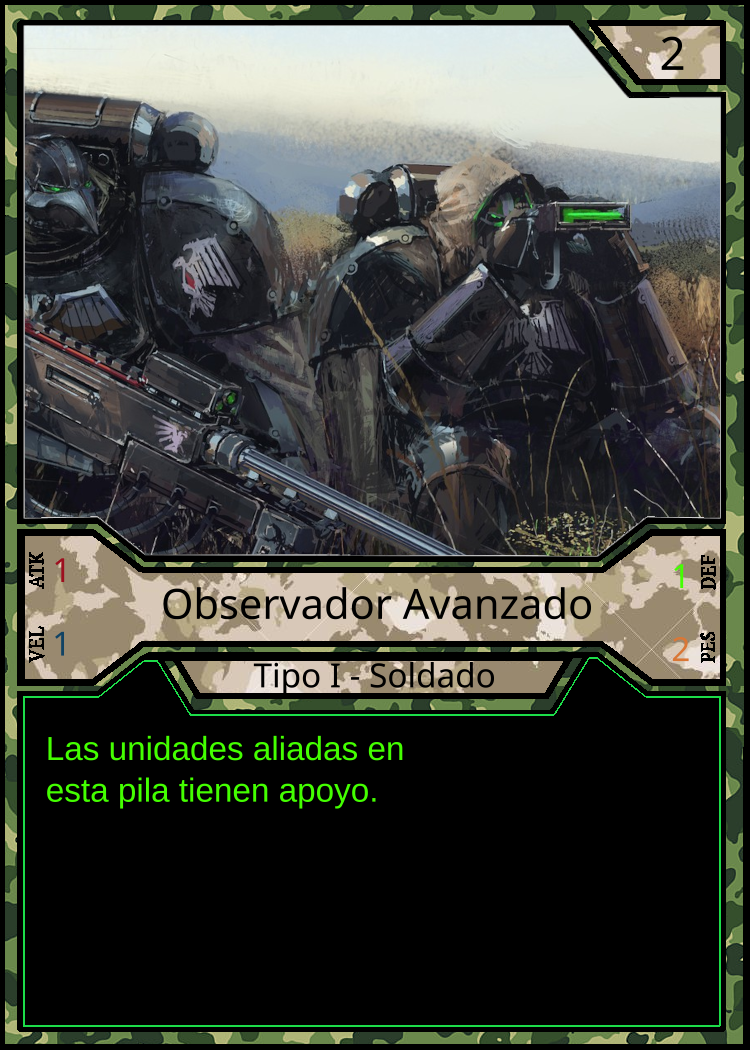 2
ATK 1
1 DEF
Observador Avanzado
VEL 1
2 PES
Tipo I - Soldado
Las unidades aliadas en
esta pila tienen apoyo.